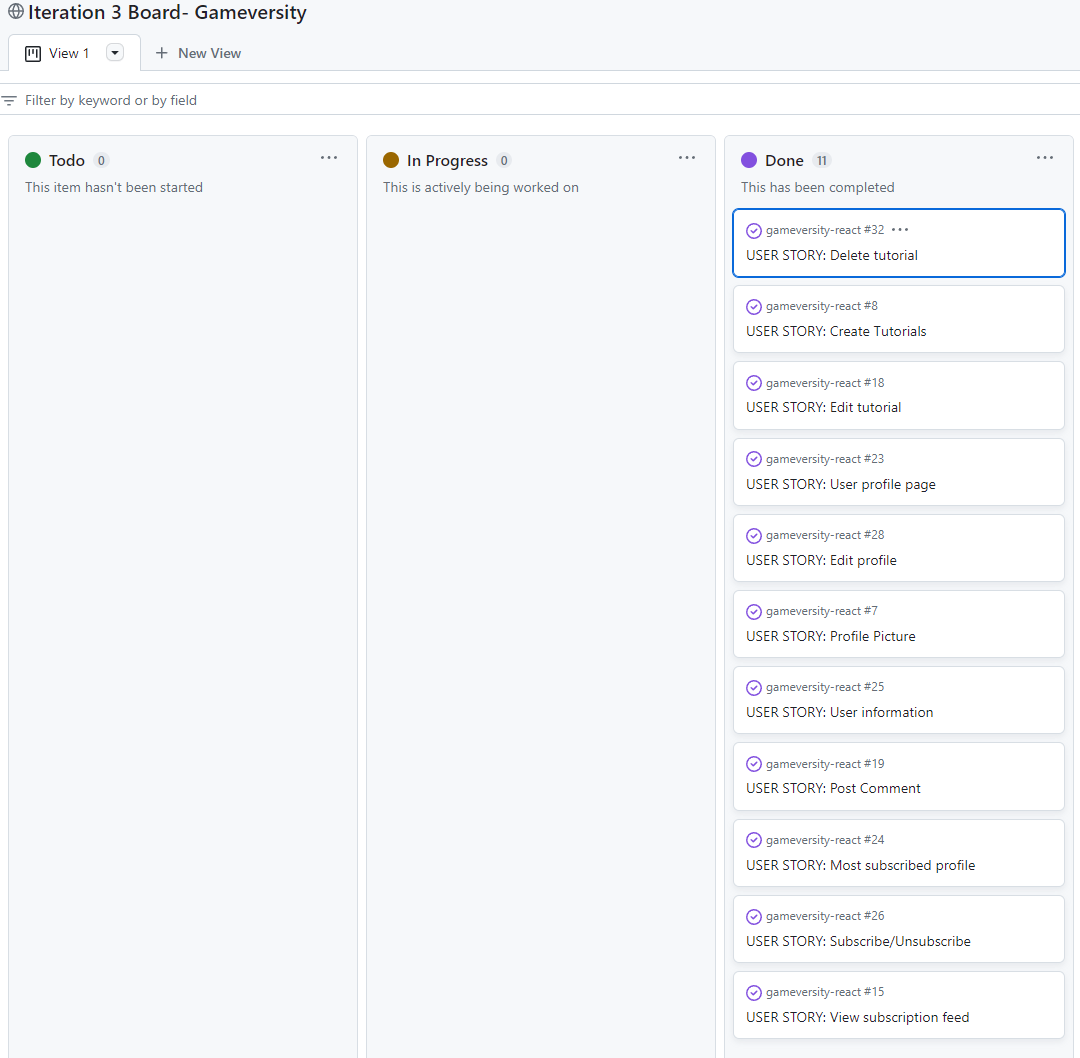 Iteration 3 Board- Gameversity
View 1
New View
Filter by keyword or by field
Todo 0
This item hasn't been started
In Progress 0
This is actively being worked on
Done 11
This has been completed
gameversity-react #32
USER STORY: Delete tutorial
gameversity-react #8
USER STORY: Create Tutorials
gameversity-react #18
USER STORY: Edit tutorial
gameversity-react #23
USER STORY: User profile page
gameversity-react #28
USER STORY: Edit profile
gameversity-react #7
USER STORY: Profile Picture
gameversity-react #25
USER STORY: User information
gameversity-react #19
USER STORY: Post Comment
gameversity-react #24
USER STORY: Most subscribed profile
gameversity-react #26
USER STORY: Subscribe/Unsubscribe
gameversity-react #15
USER STORY: View subscription feed